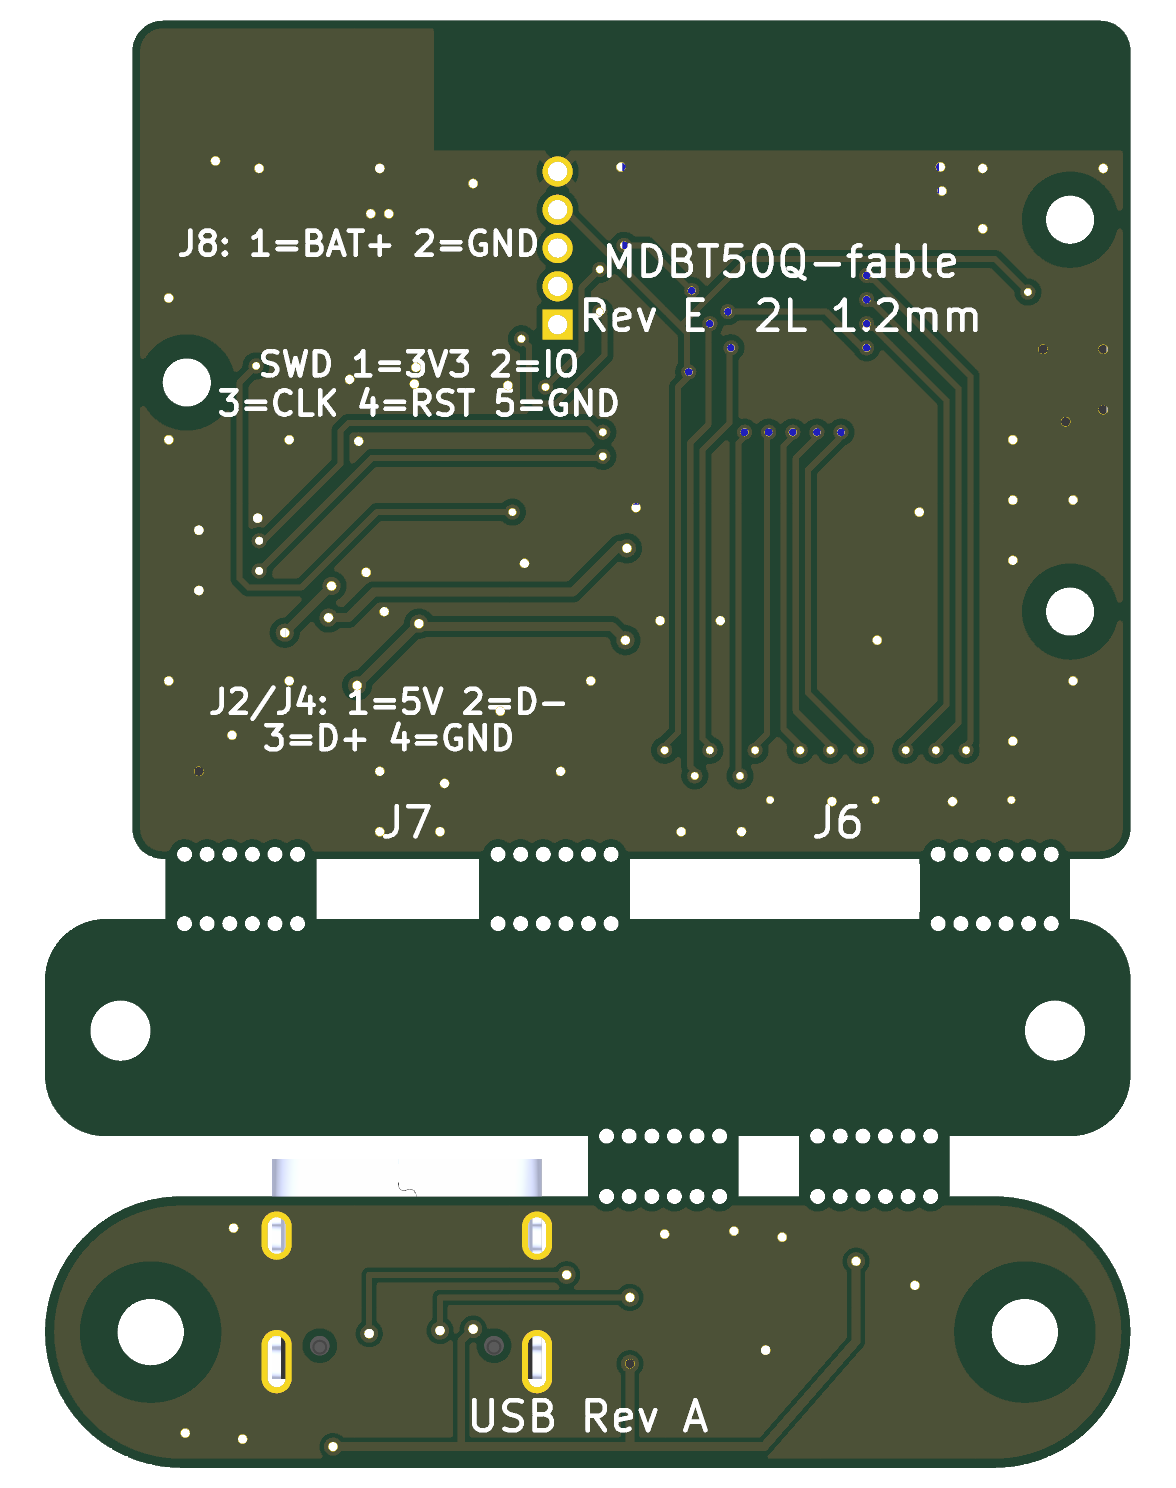 J8: 1=BAT+ 2=GND
MDBT50Q-fable
Rev E  2L 1.2mm
SWD 1=3V3 2=IO
3=CLK 4=RST 5=GND
J2/J4: 1=5V 2=D-
3=D+ 4=GND
J7
J6
USB Rev A